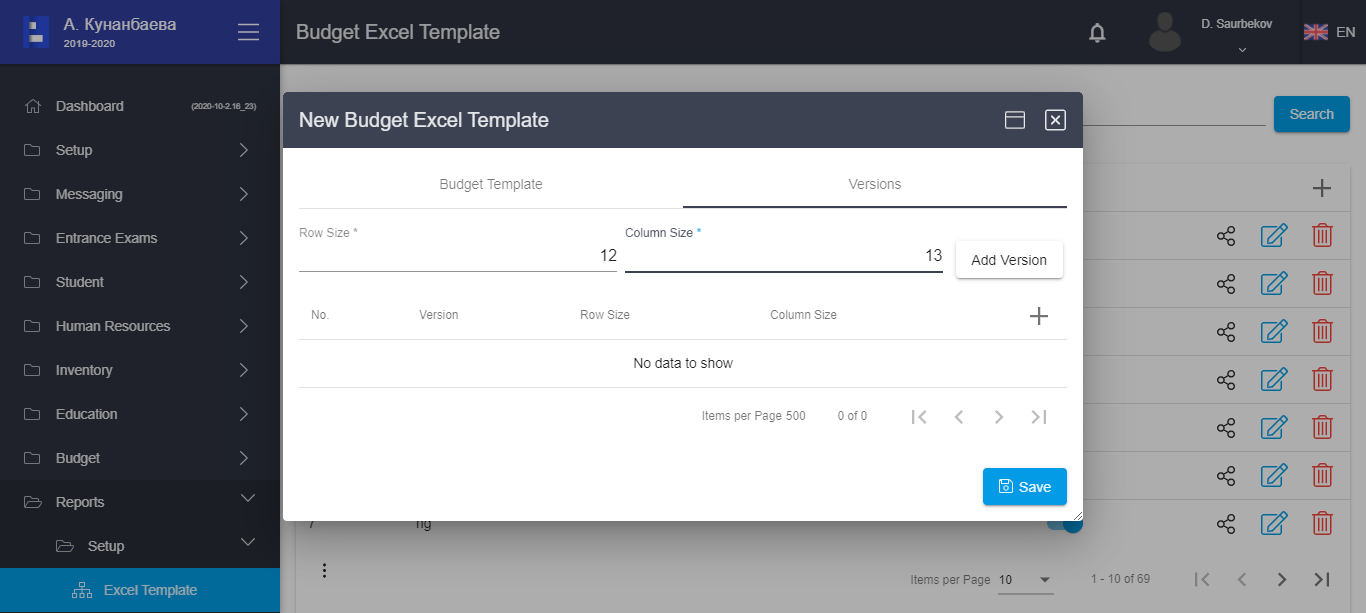 А. Кунанбаева
2019-2020
Budget Excel Template
D. Saurbekov
EN
Dashboard
(2020-10-2.16_23)
Setup
Messaging
Entrance Exams
Student
Human Resources
Inventory
Education
Budget
Reports
Setup
Excel Template
Search
New Budget Excel Template
Budget Template
Versions
Row Size *
12
Column Size *
13
Add Version
No. Version Row Size Column Size
No data to show
Items per Page 500 0 of 0
Save
7 ng
Items per Page 10 1 - 10 of 69